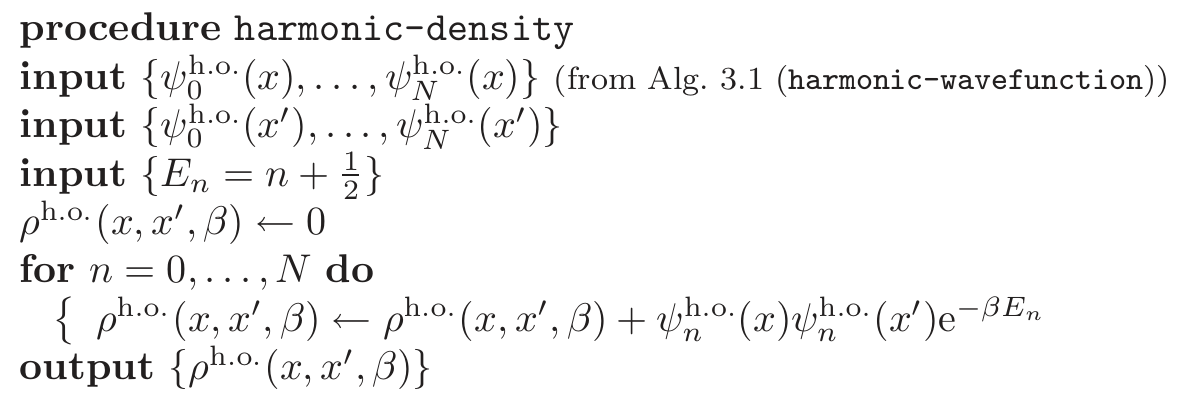 procedure harmonic-density
input {ψ₀^{h.o.}(x), . . . , ψ_N^{h.o.}(x)} (from Alg. 3.1 (harmonic-wavefunction))
input {ψ₀^{h.o.}(x′), . . . , ψ_N^{h.o.}(x′)}
input {E_n = n + ½}
ρ^{h.o.}(x, x′, β) ← 0
for n = 0, . . . , N do
{ ρ^{h.o.}(x, x′, β) ← ρ^{h.o.}(x, x′, β) + ψ_n^{h.o.}(x)ψ_n^{h.o.}(x′)e^{−βE_n}
output {ρ^{h.o.}(x, x′, β)}